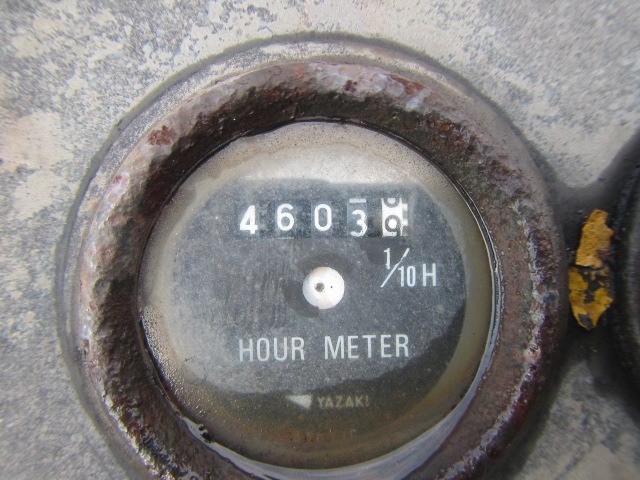 4603
1/10 H
HOUR METER
YAZAKI